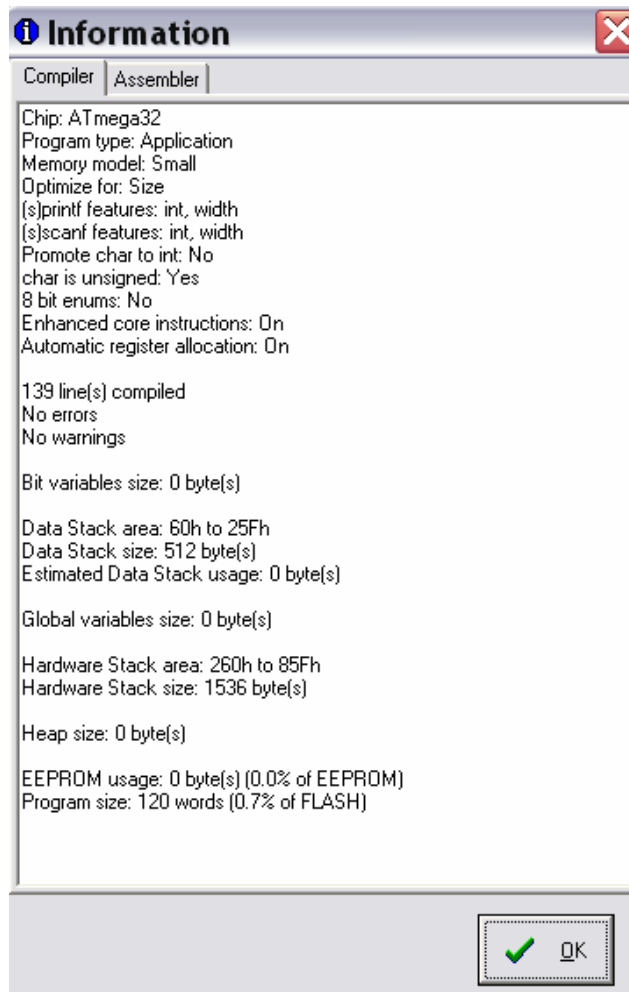 Information
Compiler
Assembler
Chip: ATmega32
Program type: Application
Memory model: Small
Optimize for: Size
(s)printf features: int, width
(s)scanf features: int, width
Promote char to int: No
char is unsigned: Yes
8 bit enums: No
Enhanced core instructions: On
Automatic register allocation: On
139 line(s) compiled
No errors
No warnings
Bit variables size: 0 byte(s)
Data Stack area: 60h to 25Fh
Data Stack size: 512 byte(s)
Estimated Data Stack usage: 0 byte(s)
Global variables size: 0 byte(s)
Hardware Stack area: 260h to 85Fh
Hardware Stack size: 1536 byte(s)
Heap size: 0 byte(s)
EEPROM usage: 0 byte(s) (0.0% of EEPROM)
Program size: 120 words (0.7% of FLASH)
OK